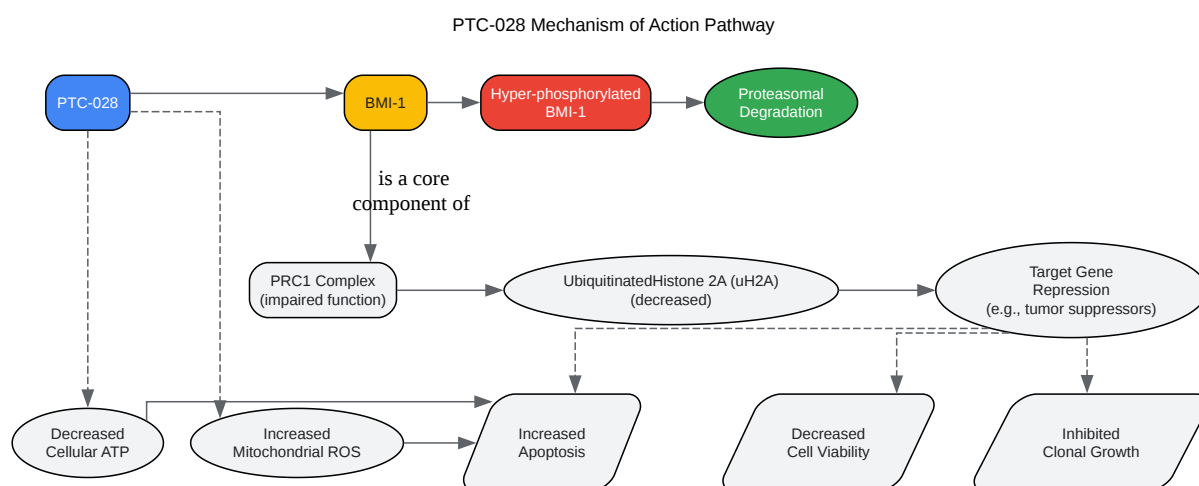 PTC-028 Mechanism of Action Pathway
PTC-028
BMI-1
Hyper-phosphorylated
BMI-1
Proteasomal
Degradation
is a core
component of
PRC1 Complex
(impaired function)
UbiquitinatedHistone 2A (uH2A)
(decreased)
Target Gene
Repression
(e.g., tumor suppressors)
Decreased
Cellular ATP
Increased
Mitochondrial ROS
Increased
Apoptosis
Decreased
Cell Viability
Inhibited
Clonal Growth